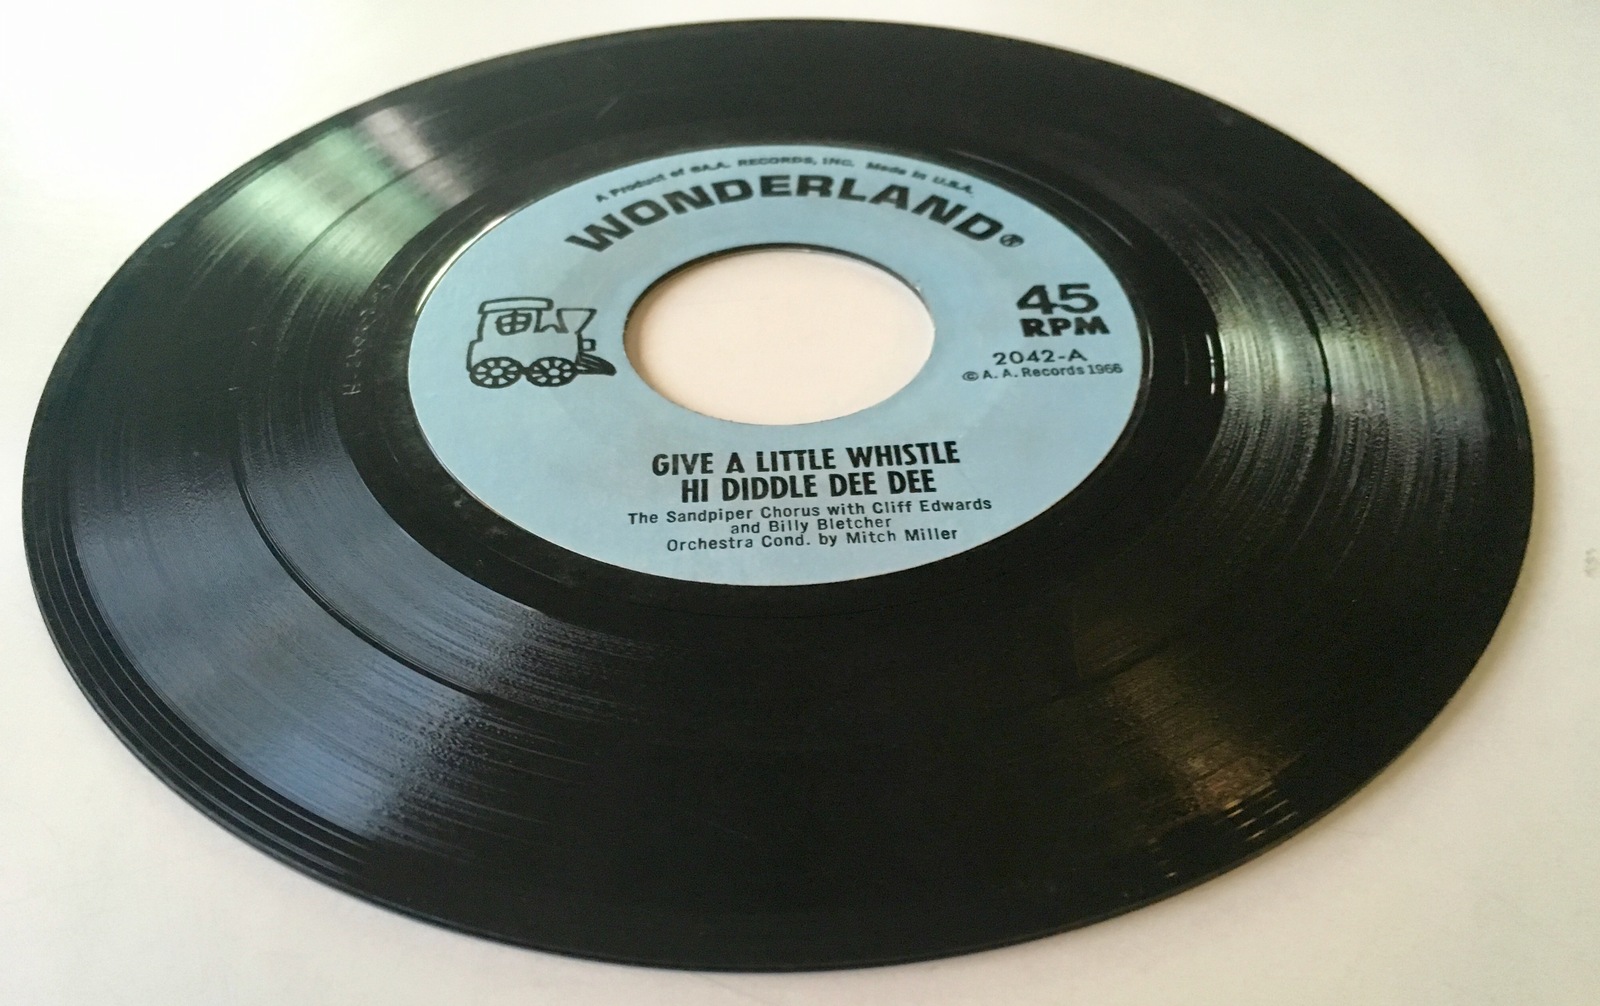 A Product of A.A. RECORDS, INC. Made in U.S.A.
WONDERLAND®
45
RPM
2042-A
© A. A. Records 1966
GIVE A LITTLE WHISTLE
HI DIDDLE DEE DEE
The Sandpiper Chorus with Cliff Edwards
and Billy Bletcher
Orchestra Cond. by Mitch Miller